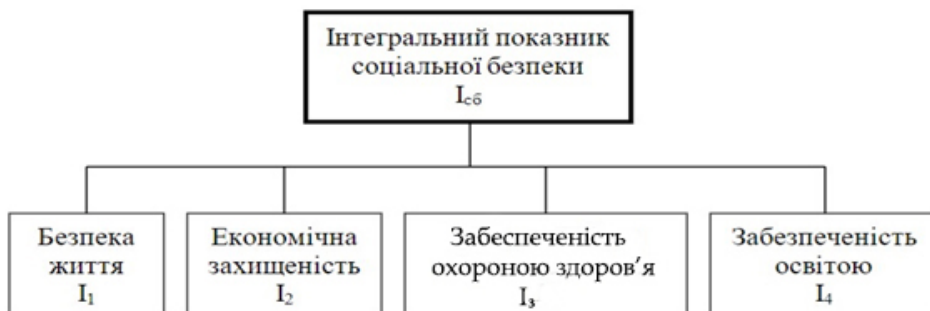 Інтегральний показник
соціальної безпеки
Iсб
Безпека
життя
I1
Економічна
захищеність
I2
Забеспеченість
охороною здоров'я
I3
Забезпеченість
освітою
I4